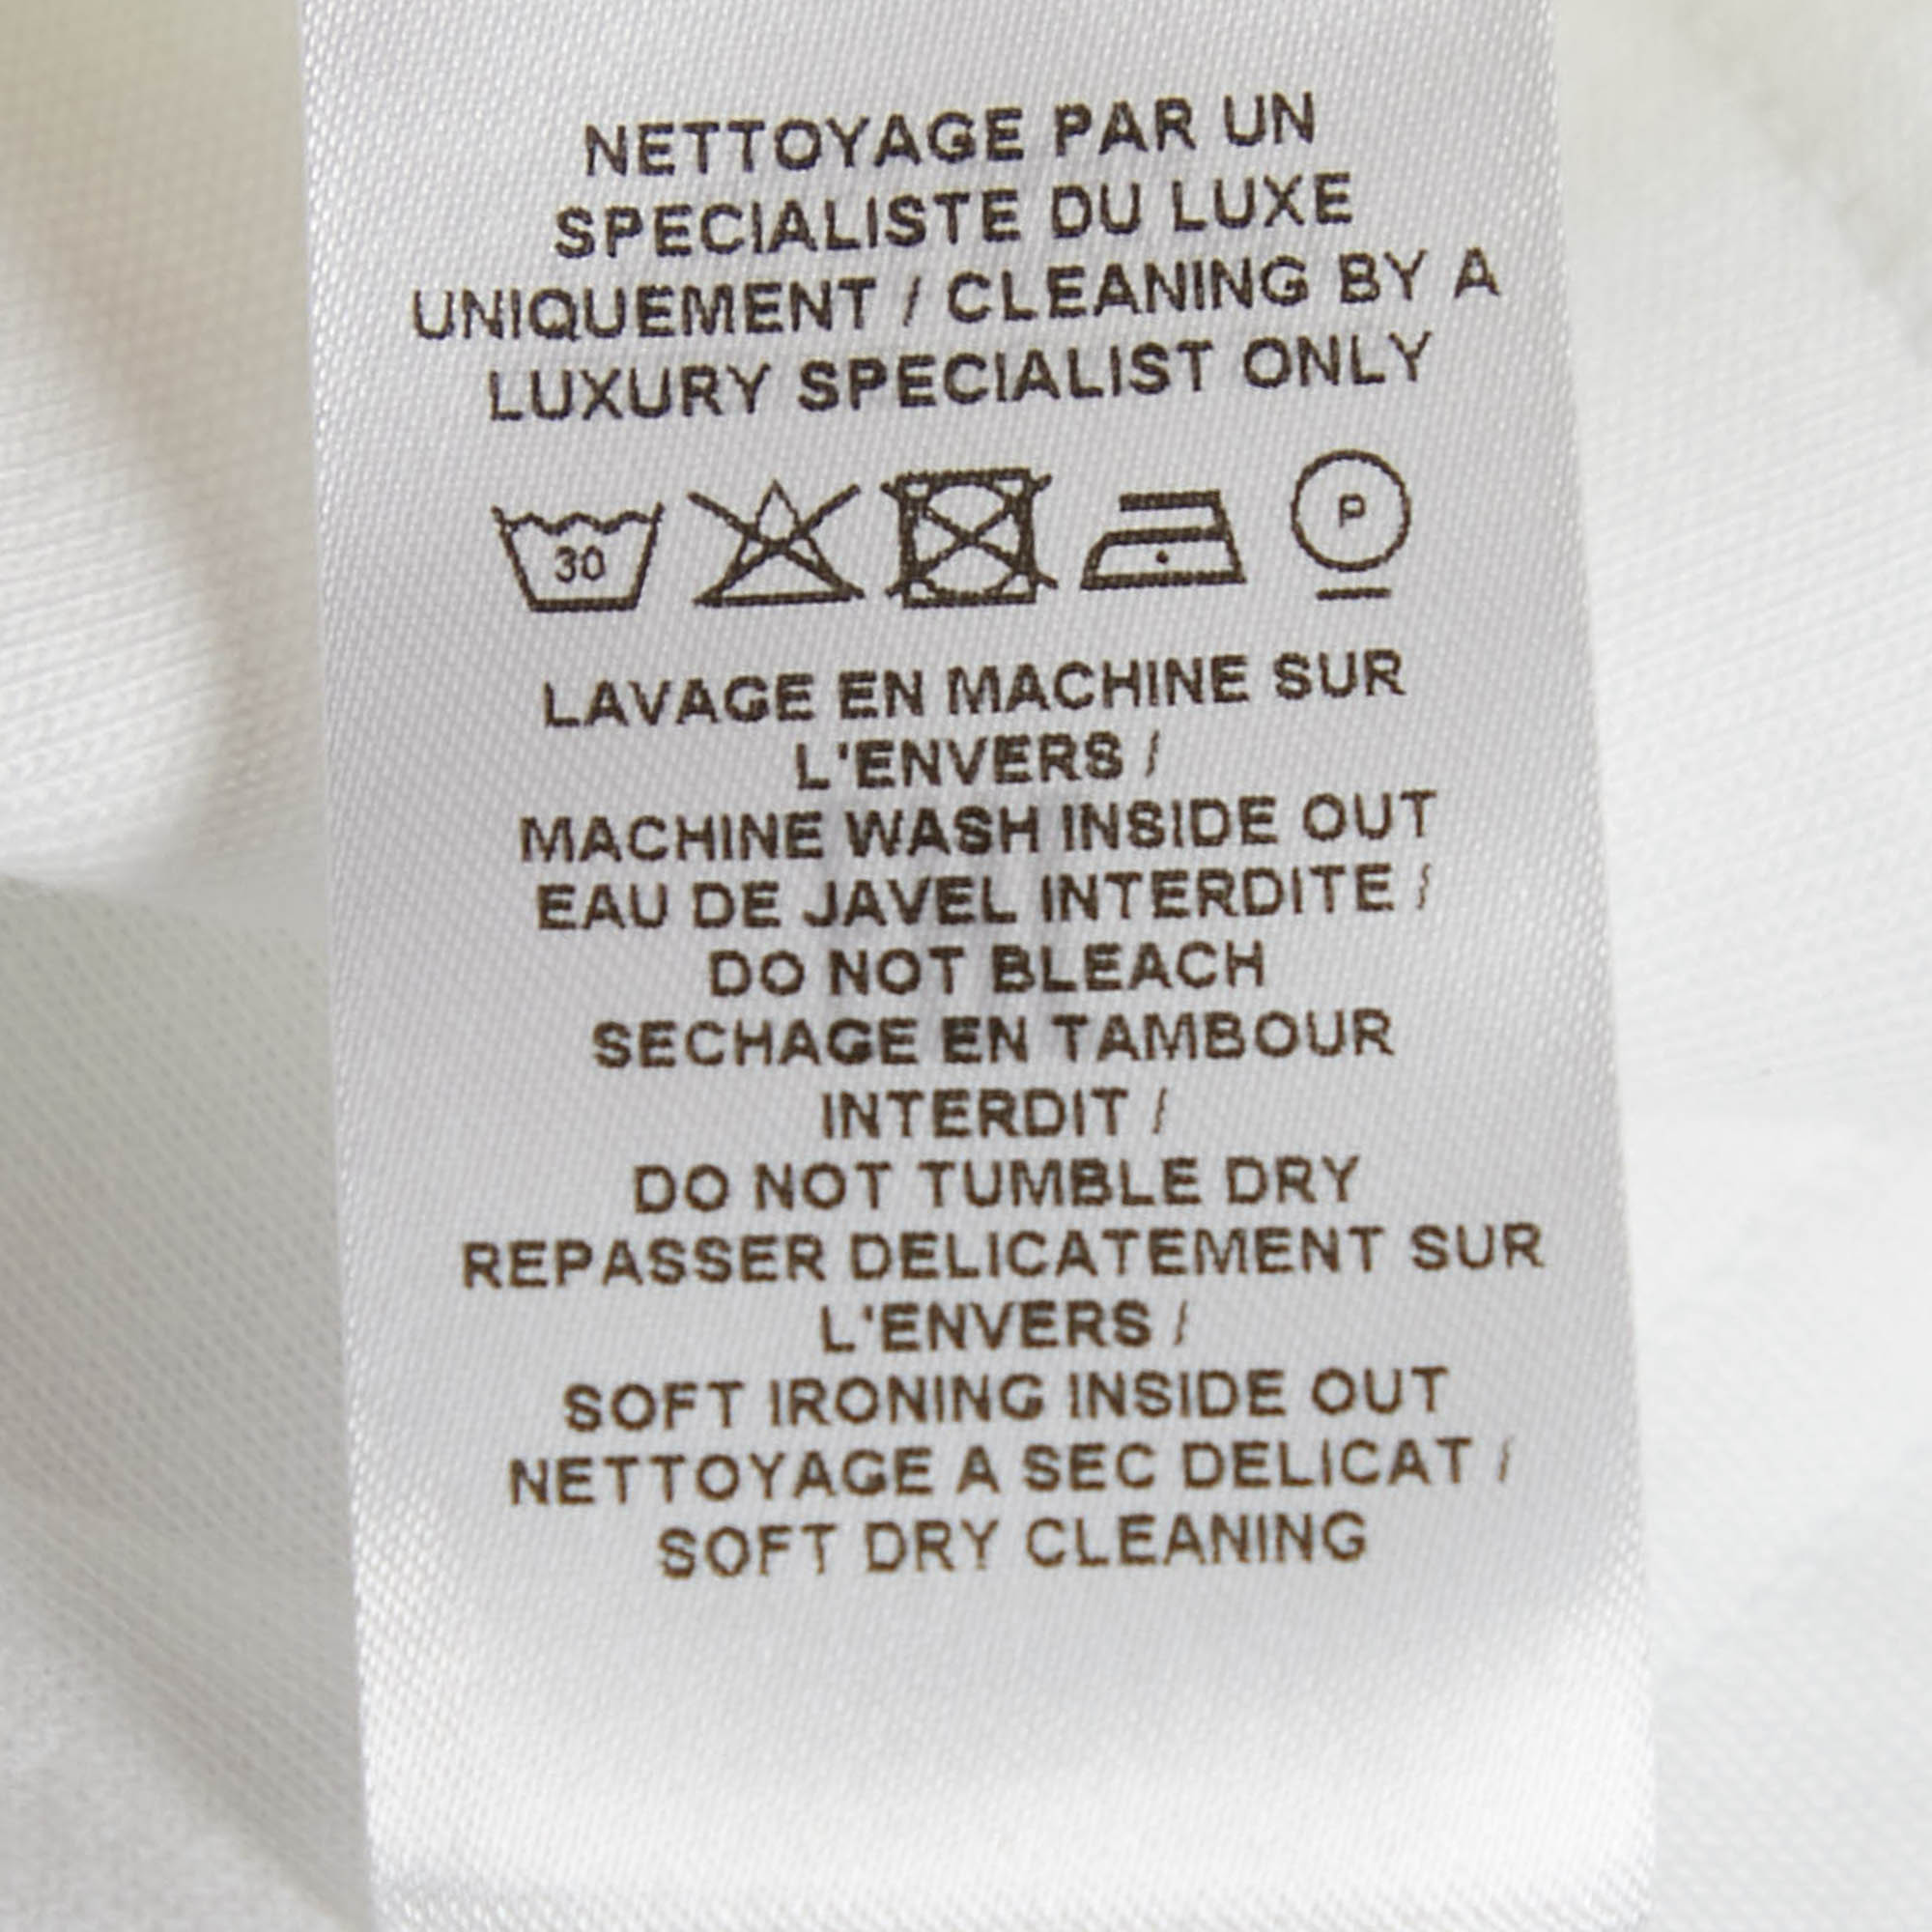 NETTOYAGE PAR UN
SPECIALISTE DU LUXE
UNIQUEMENT / CLEANING BY A
LUXURY SPECIALIST ONLY
30 P
LAVAGE EN MACHINE SUR
L'ENVERS /
MACHINE WASH INSIDE OUT
EAU DE JAVEL INTERDITE /
DO NOT BLEACH
SECHAGE EN TAMBOUR
INTERDIT /
DO NOT TUMBLE DRY
REPASSER DELICATEMENT SUR
L'ENVERS /
SOFT IRONING INSIDE OUT
NETTOYAGE A SEC DELICAT /
SOFT DRY CLEANING